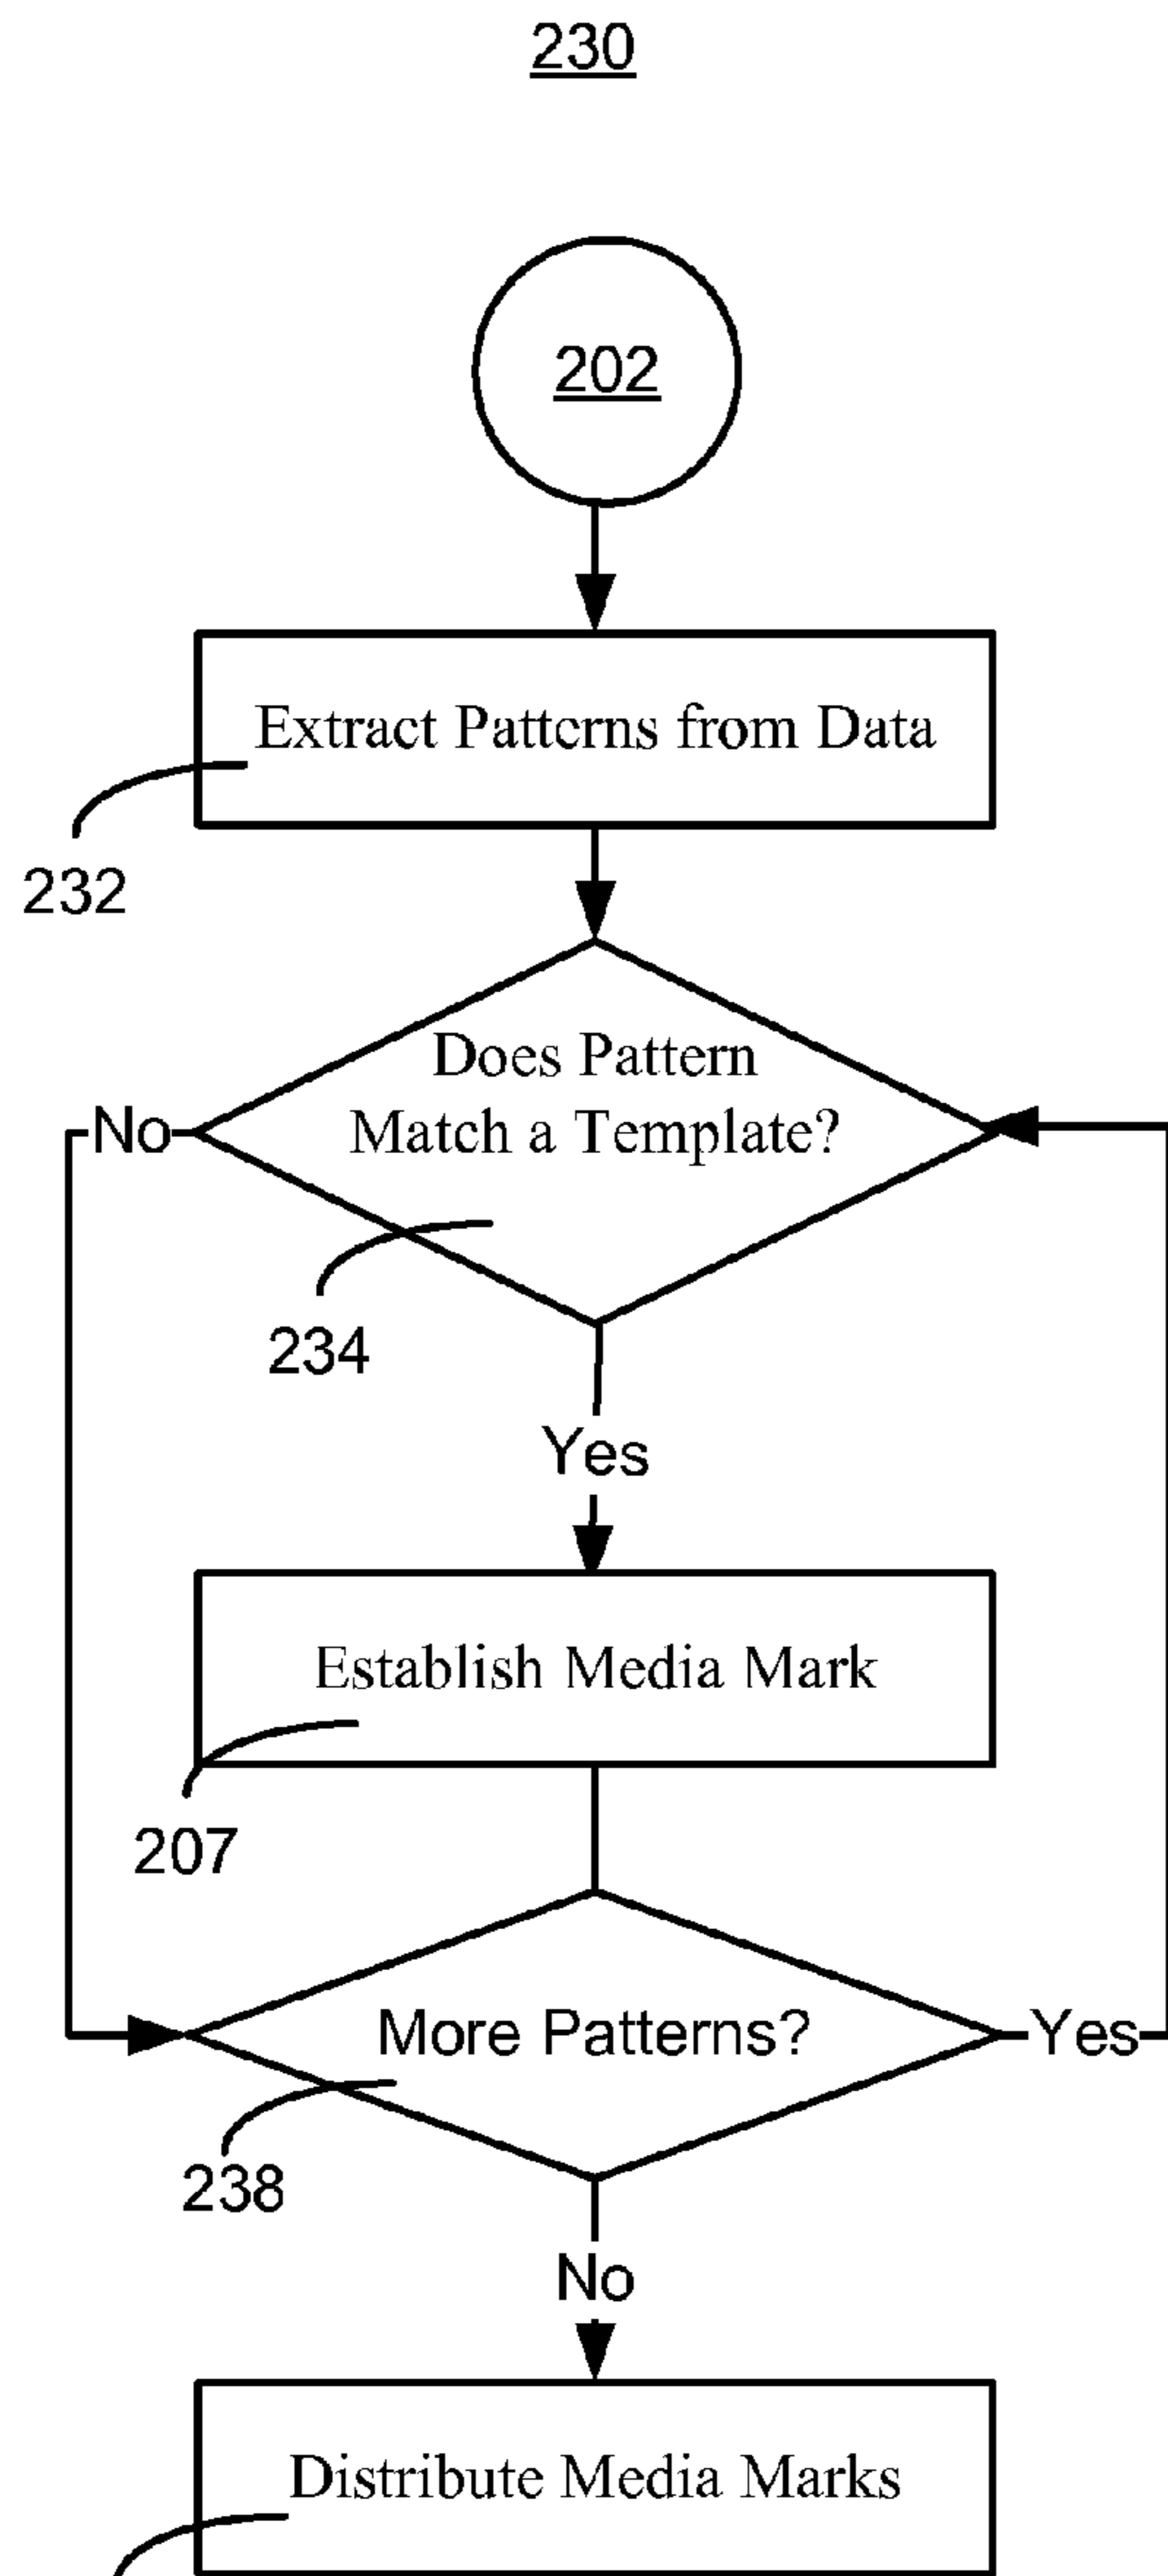 230
202
Extract Patterns from Data
232
Does Pattern
Match a Template?
No
234
Yes
Establish Media Mark
207
More Patterns?
Yes
238
No
Distribute Media Marks